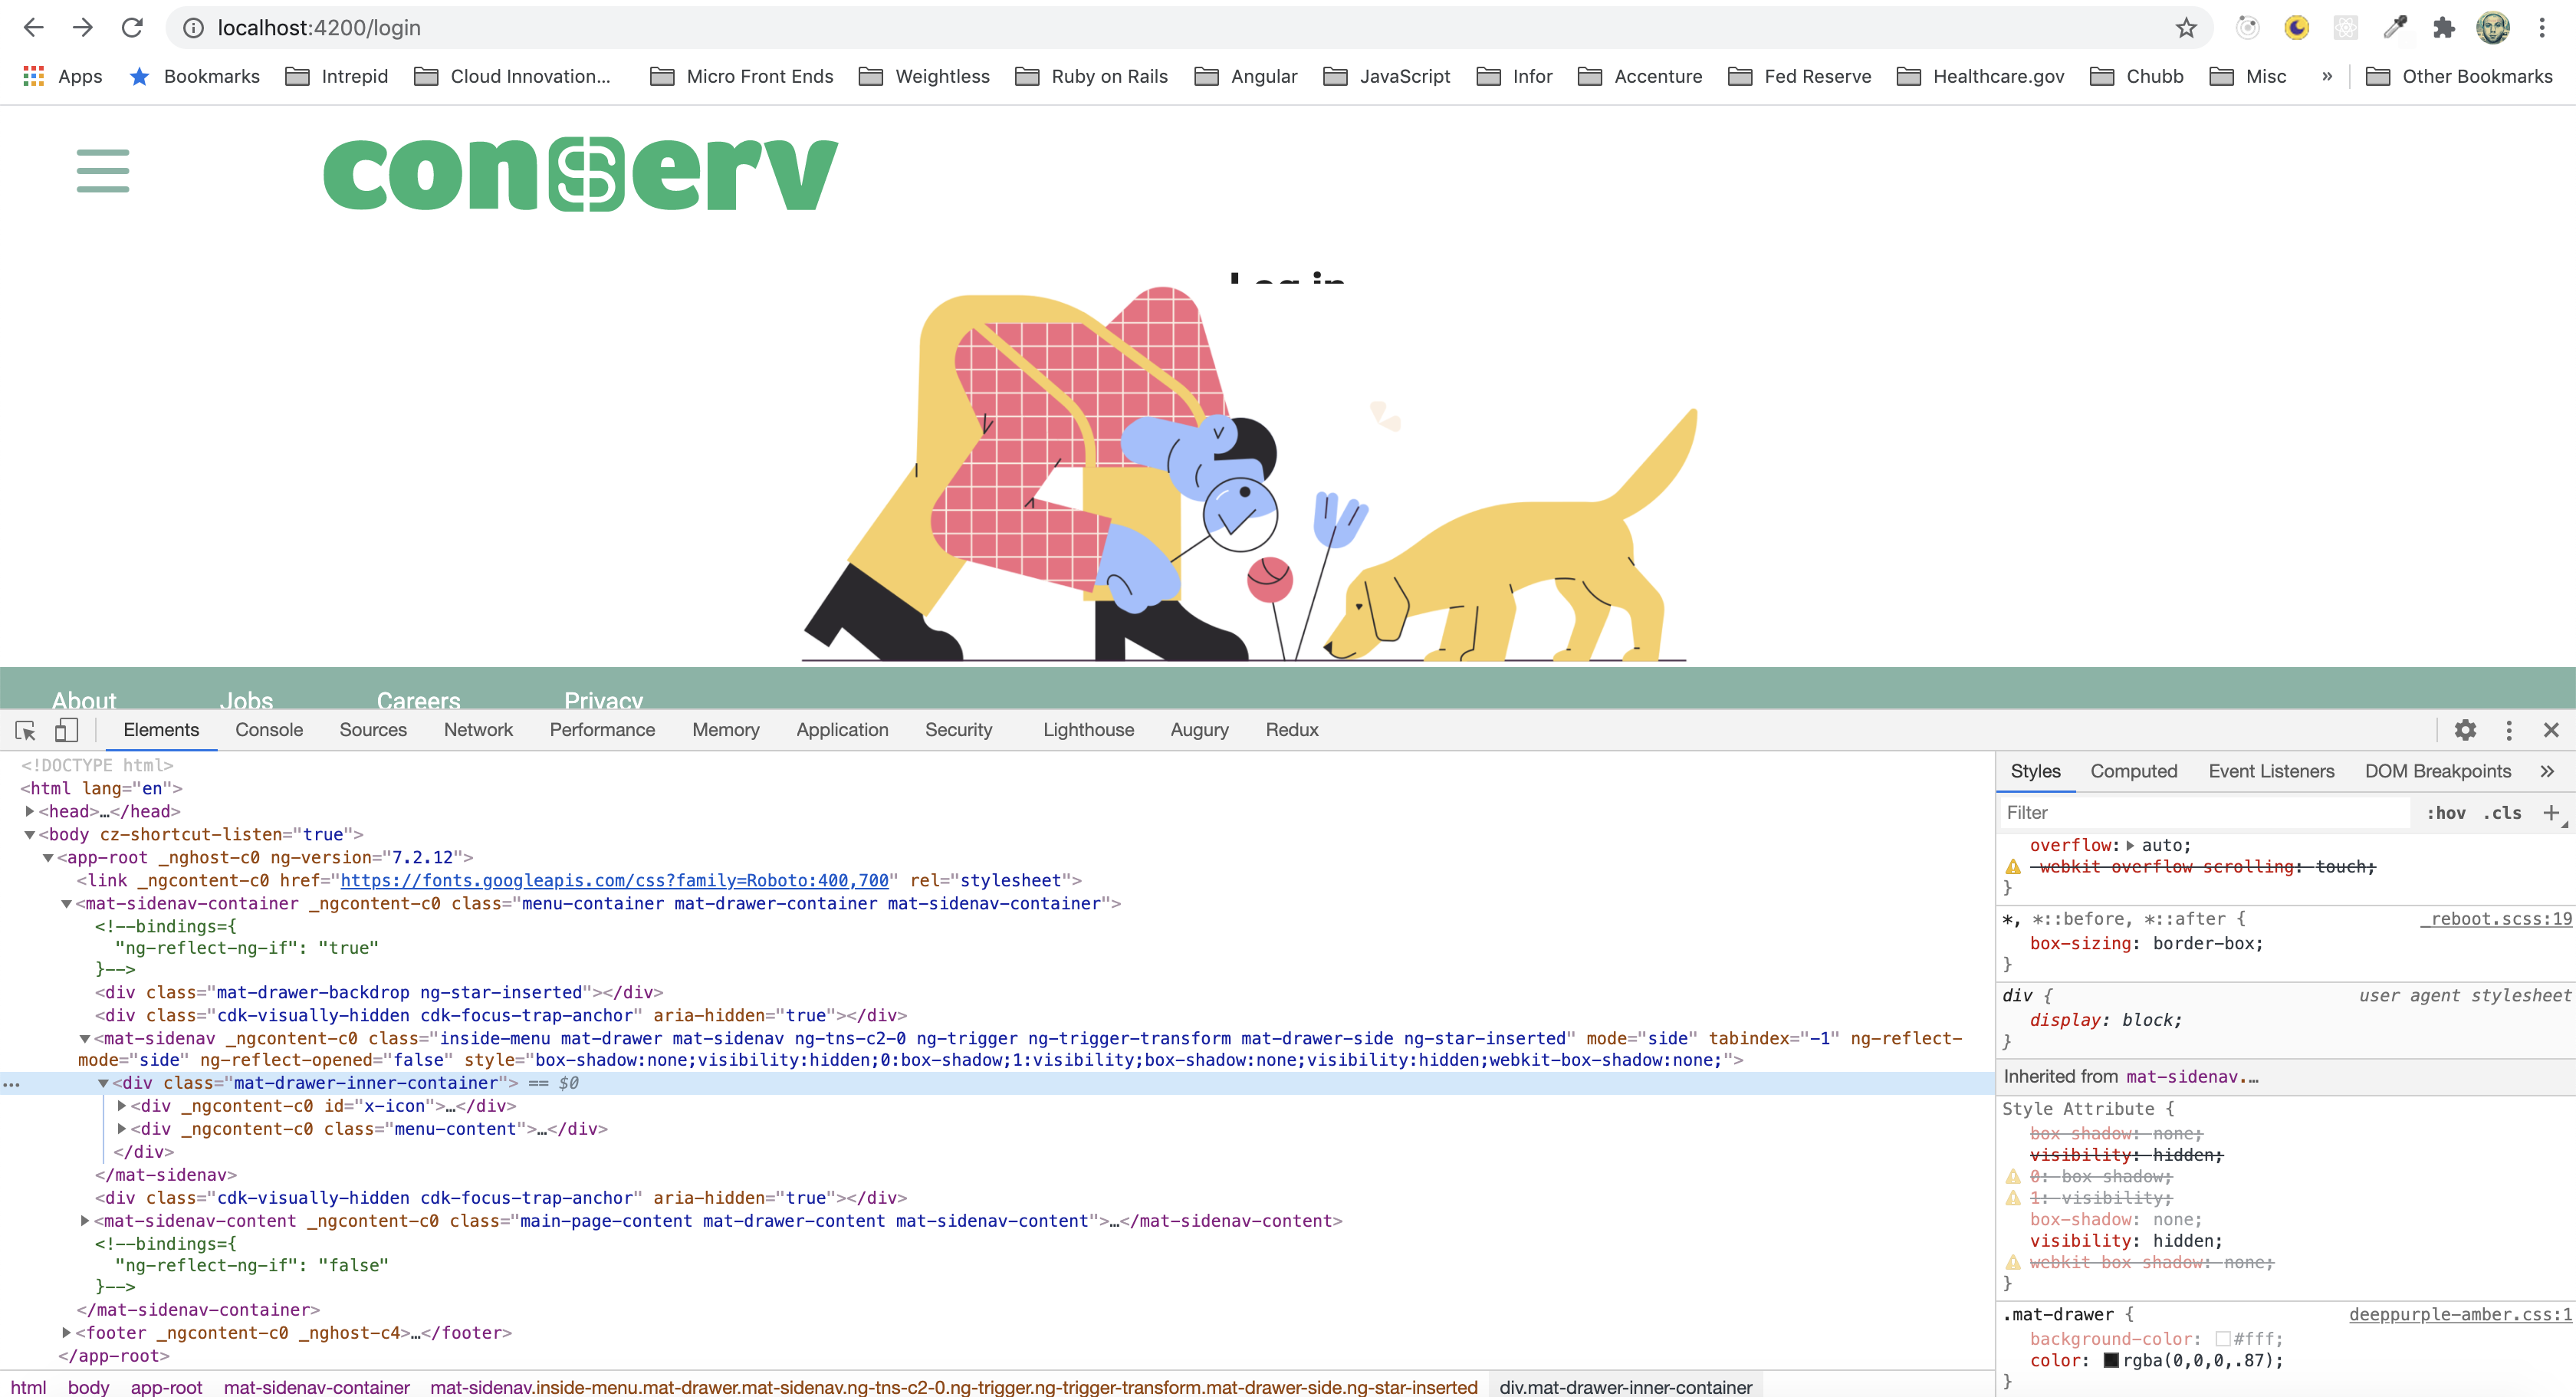 localhost:4200/login
Apps Bookmarks Intrepid Cloud Innovation... Micro Front Ends Weightless Ruby on Rails Angular JavaScript Infor Accenture Fed Reserve Healthcare.gov Chubb Misc » Other Bookmarks
con$erv
Log in
About Jobs Careers Privacy
Elements Console Sources Network Performance Memory Application Security Lighthouse Augury Redux
<!DOCTYPE html>
<html lang="en">
<head>…</head>
<body cz-shortcut-listen="true">
<app-root _nghost-c0 ng-version="7.2.12">
<link _ngcontent-c0 href="https://fonts.googleapis.com/css?family=Roboto:400,700" rel="stylesheet">
<mat-sidenav-container _ngcontent-c0 class="menu-container mat-drawer-container mat-sidenav-container">
<!--bindings={
"ng-reflect-ng-if": "true"
}-->
<div class="mat-drawer-backdrop ng-star-inserted"></div>
<div class="cdk-visually-hidden cdk-focus-trap-anchor" aria-hidden="true"></div>
<mat-sidenav _ngcontent-c0 class="inside-menu mat-drawer mat-sidenav ng-tns-c2-0 ng-trigger ng-trigger-transform mat-drawer-side ng-star-inserted" mode="side" tabindex="-1" ng-reflect-
mode="side" ng-reflect-opened="false" style="box-shadow:none;visibility:hidden;0:box-shadow;1:visibility;box-shadow:none;visibility:hidden;webkit-box-shadow:none;">
… <div class="mat-drawer-inner-container"> == $0
<div _ngcontent-c0 id="x-icon">…</div>
<div _ngcontent-c0 class="menu-content">…</div>
</div>
</mat-sidenav>
<div class="cdk-visually-hidden cdk-focus-trap-anchor" aria-hidden="true"></div>
<mat-sidenav-content _ngcontent-c0 class="main-page-content mat-drawer-content mat-sidenav-content">…</mat-sidenav-content>
<!--bindings={
"ng-reflect-ng-if": "false"
}-->
</mat-sidenav-container>
<footer _ngcontent-c0 _nghost-c4>…</footer>
</app-root>
html body app-root mat-sidenav-container mat-sidenav.inside-menu.mat-drawer.mat-sidenav.ng-tns-c2-0.ng-trigger.ng-trigger-transform.mat-drawer-side.ng-star-inserted div.mat-drawer-inner-container
Styles Computed Event Listeners DOM Breakpoints »
Filter :hov .cls +
overflow: auto;
-webkit-overflow-scrolling: touch;
}
*, *::before, *::after { _reboot.scss:19
box-sizing: border-box;
}
div { user agent stylesheet
display: block;
}
Inherited from mat-sidenav.…
Style Attribute {
box-shadow: none;
visibility: hidden;
0: box-shadow;
1: visibility;
box-shadow: none;
visibility: hidden;
webkit-box-shadow: none;
}
.mat-drawer { deeppurple-amber.css:1
background-color: #fff;
color: rgba(0,0,0,.87);
}